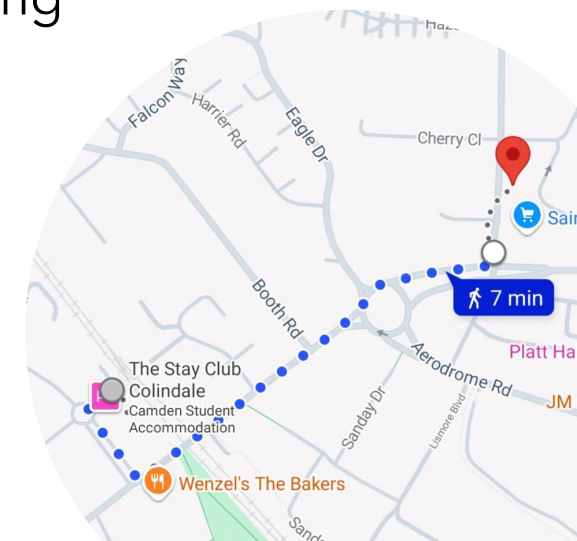 ng
Falcon Way
Harrier Rd
Eagle Dr
Cherry Cl
Sain
7 min
Booth Rd
Platt Ha
The Stay Club
Colindale
Camden Student
Accommodation
Aerodrome Rd
JM
Sanday Dr
Lismore Blvd
Wenzel's The Bakers